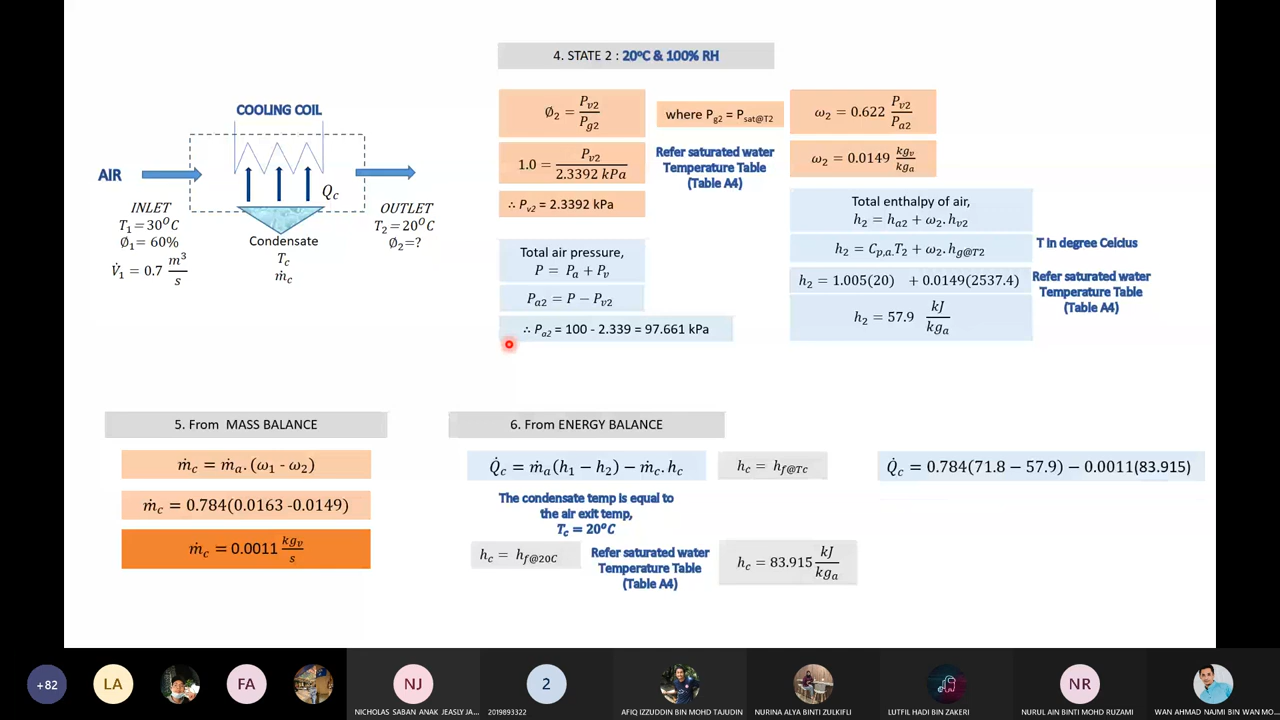 4. STATE 2 : 20°C & 100% RH
COOLING COIL
AIR
Q_c
INLET
T_1 = 30^O C
Ø_1 = 60%
V̇_1 = 0.7 m^3/s
OUTLET
T_2 = 20^O C
Ø_2 =?
Condensate
T_c
ṁ_c
Ø_2 = P_v2/P_g2
where P_g2 = P_sat@T2
1.0 = P_v2/2.3392 kPa
Refer saturated water
Temperature Table
(Table A4)
∴ P_v2 = 2.3392 kPa
Total air pressure,
P = P_a + P_v
P_a2 = P − P_v2
∴ P_a2 = 100 - 2.339 = 97.661 kPa
ω_2 = 0.622 P_v2/P_a2
ω_2 = 0.0149 kg_v/kg_a
Total enthalpy of air,
h_2 = h_a2 + ω_2. h_v2
h_2 = C_p,a. T_2 + ω_2. h_g@T2
T in degree Celcius
h_2 = 1.005(20) + 0.0149(2537.4)
Refer saturated water
Temperature Table
(Table A4)
h_2 = 57.9 kJ/kg_a
5. From MASS BALANCE
ṁ_c = ṁ_a. (ω_1 - ω_2)
ṁ_c = 0.784(0.0163 -0.0149)
ṁ_c = 0.0011 kg_v/s
6. From ENERGY BALANCE
Q̇_c = ṁ_a(h_1 − h_2) − ṁ_c. h_c
h_c = h_f@Tc
The condensate temp is equal to
the air exit temp,
T_c = 20^o C
h_c = h_f@20C
Refer saturated water
Temperature Table
(Table A4)
h_c = 83.915 kJ/kg_a
Q̇_c = 0.784(71.8 − 57.9) − 0.0011(83.915)
+82
LA
FA
NJ
2
NR
NICHOLAS SABAN ANAK JEASLY JA...
2019893322
AFIQ IZZUDDIN BIN MOHD TAJUDIN
NURINA ALYA BINTI ZULKIFLI
LUTFIL HADI BIN ZAKERI
NURUL AIN BINTI MOHD RUZAMI
WAN AHMAD NAJMI BIN WAN MO...